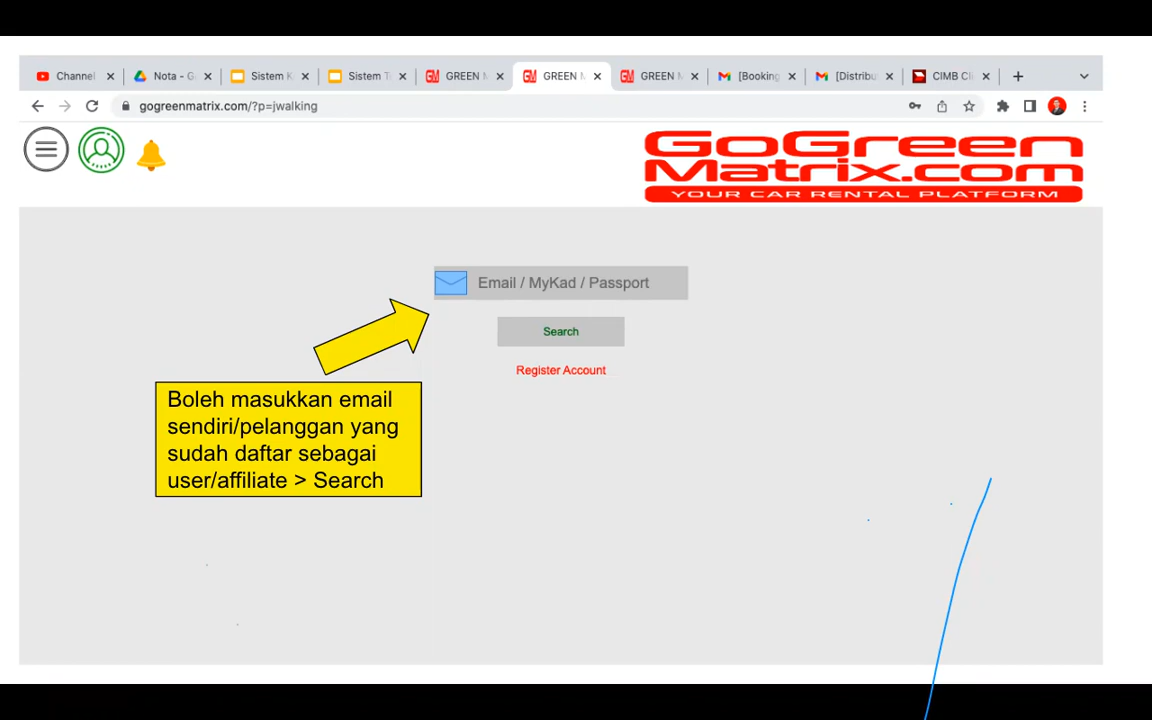 Channel
Nota - G
Sistem K
Sistem T
GREEN M
GREEN M
GREEN M
[Booking
[Distribu
CIMB Cl
gogreenmatrix.com/?p=jwalking
GoGreen
Matrix.com
YOUR CAR RENTAL PLATFORM
Email / MyKad / Passport
Search
Register Account
Boleh masukkan email
sendiri/pelanggan yang
sudah daftar sebagai
user/affiliate > Search